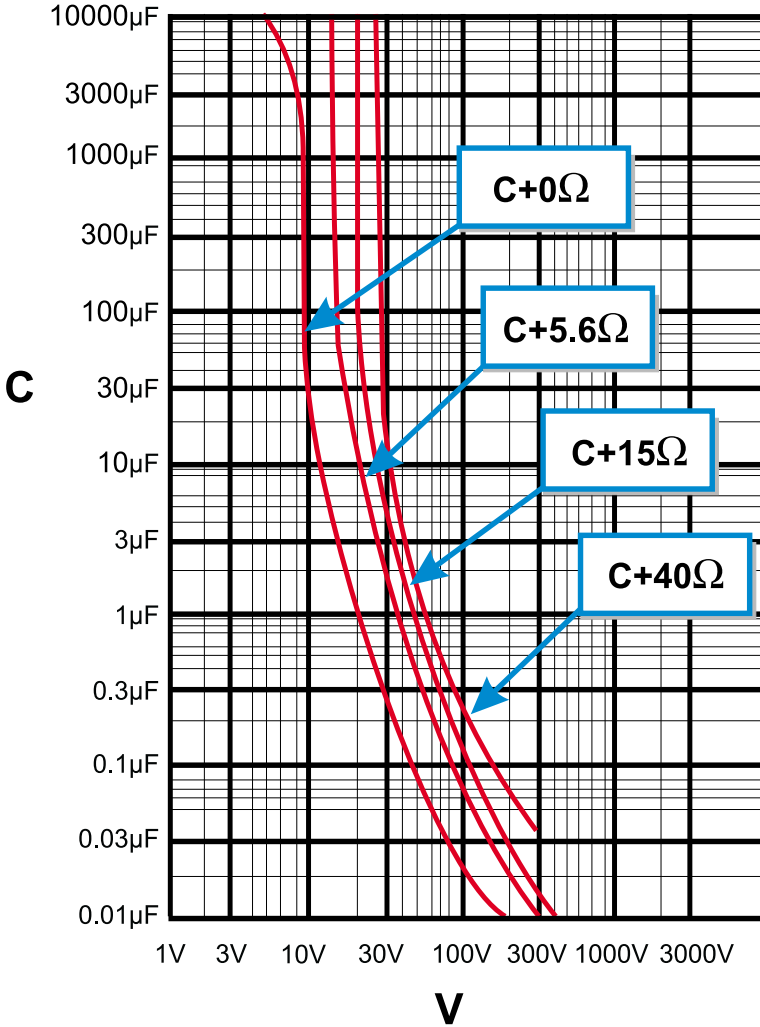 10000µF
3000µF
1000µF
C+0Ω
300µF
100µF
C+5.6Ω
C
30µF
10µF
C+15Ω
3µF
C+40Ω
1µF
0.3µF
0.1µF
0.03µF
0.01µF
1V 3V 10V 30V 100V 300V 1000V 3000V
V